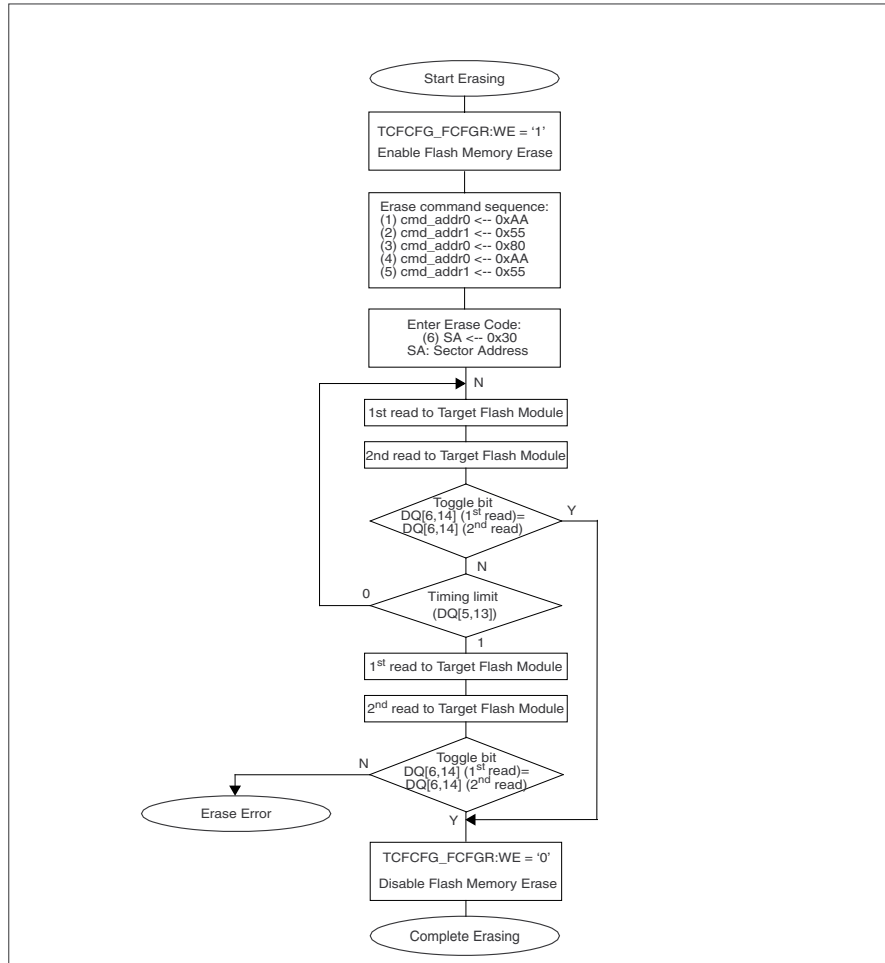 Start Erasing
TCFCFG_FCFGR:WE = ‘1’
Enable Flash Memory Erase
Erase command sequence:
(1) cmd_addr0 <-- 0xAA
(2) cmd_addr1 <-- 0x55
(3) cmd_addr0 <-- 0x80
(4) cmd_addr0 <-- 0xAA
(5) cmd_addr1 <-- 0x55
Enter Erase Code:
(6) SA <-- 0x30
SA: Sector Address
N
1st read to Target Flash Module
2nd read to Target Flash Module
Toggle bit
DQ[6,14] (1st read)=
DQ[6,14] (2nd read)
Y
N
0
Timing limit
(DQ[5,13])
1
1st read to Target Flash Module
2nd read to Target Flash Module
N
Toggle bit
DQ[6,14] (1st read)=
DQ[6,14] (2nd read)
Erase Error
Y
TCFCFG_FCFGR:WE = ‘0’
Disable Flash Memory Erase
Complete Erasing